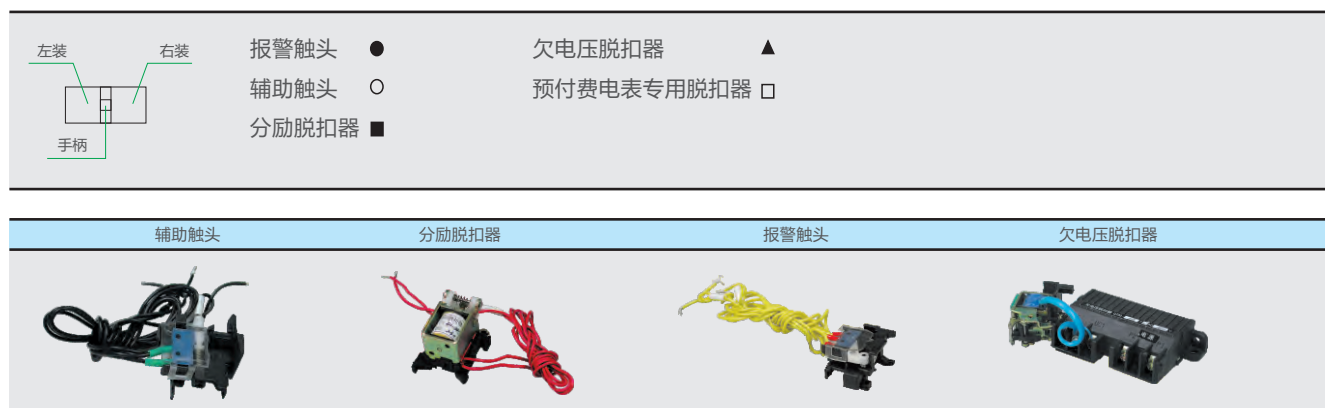 左装 右装
手柄
报警触头 ●
辅助触头 ○
分励脱扣器 ■
欠电压脱扣器 ▲
预付费电表专用脱扣器 □
辅助触头 分励脱扣器 报警触头 欠电压脱扣器